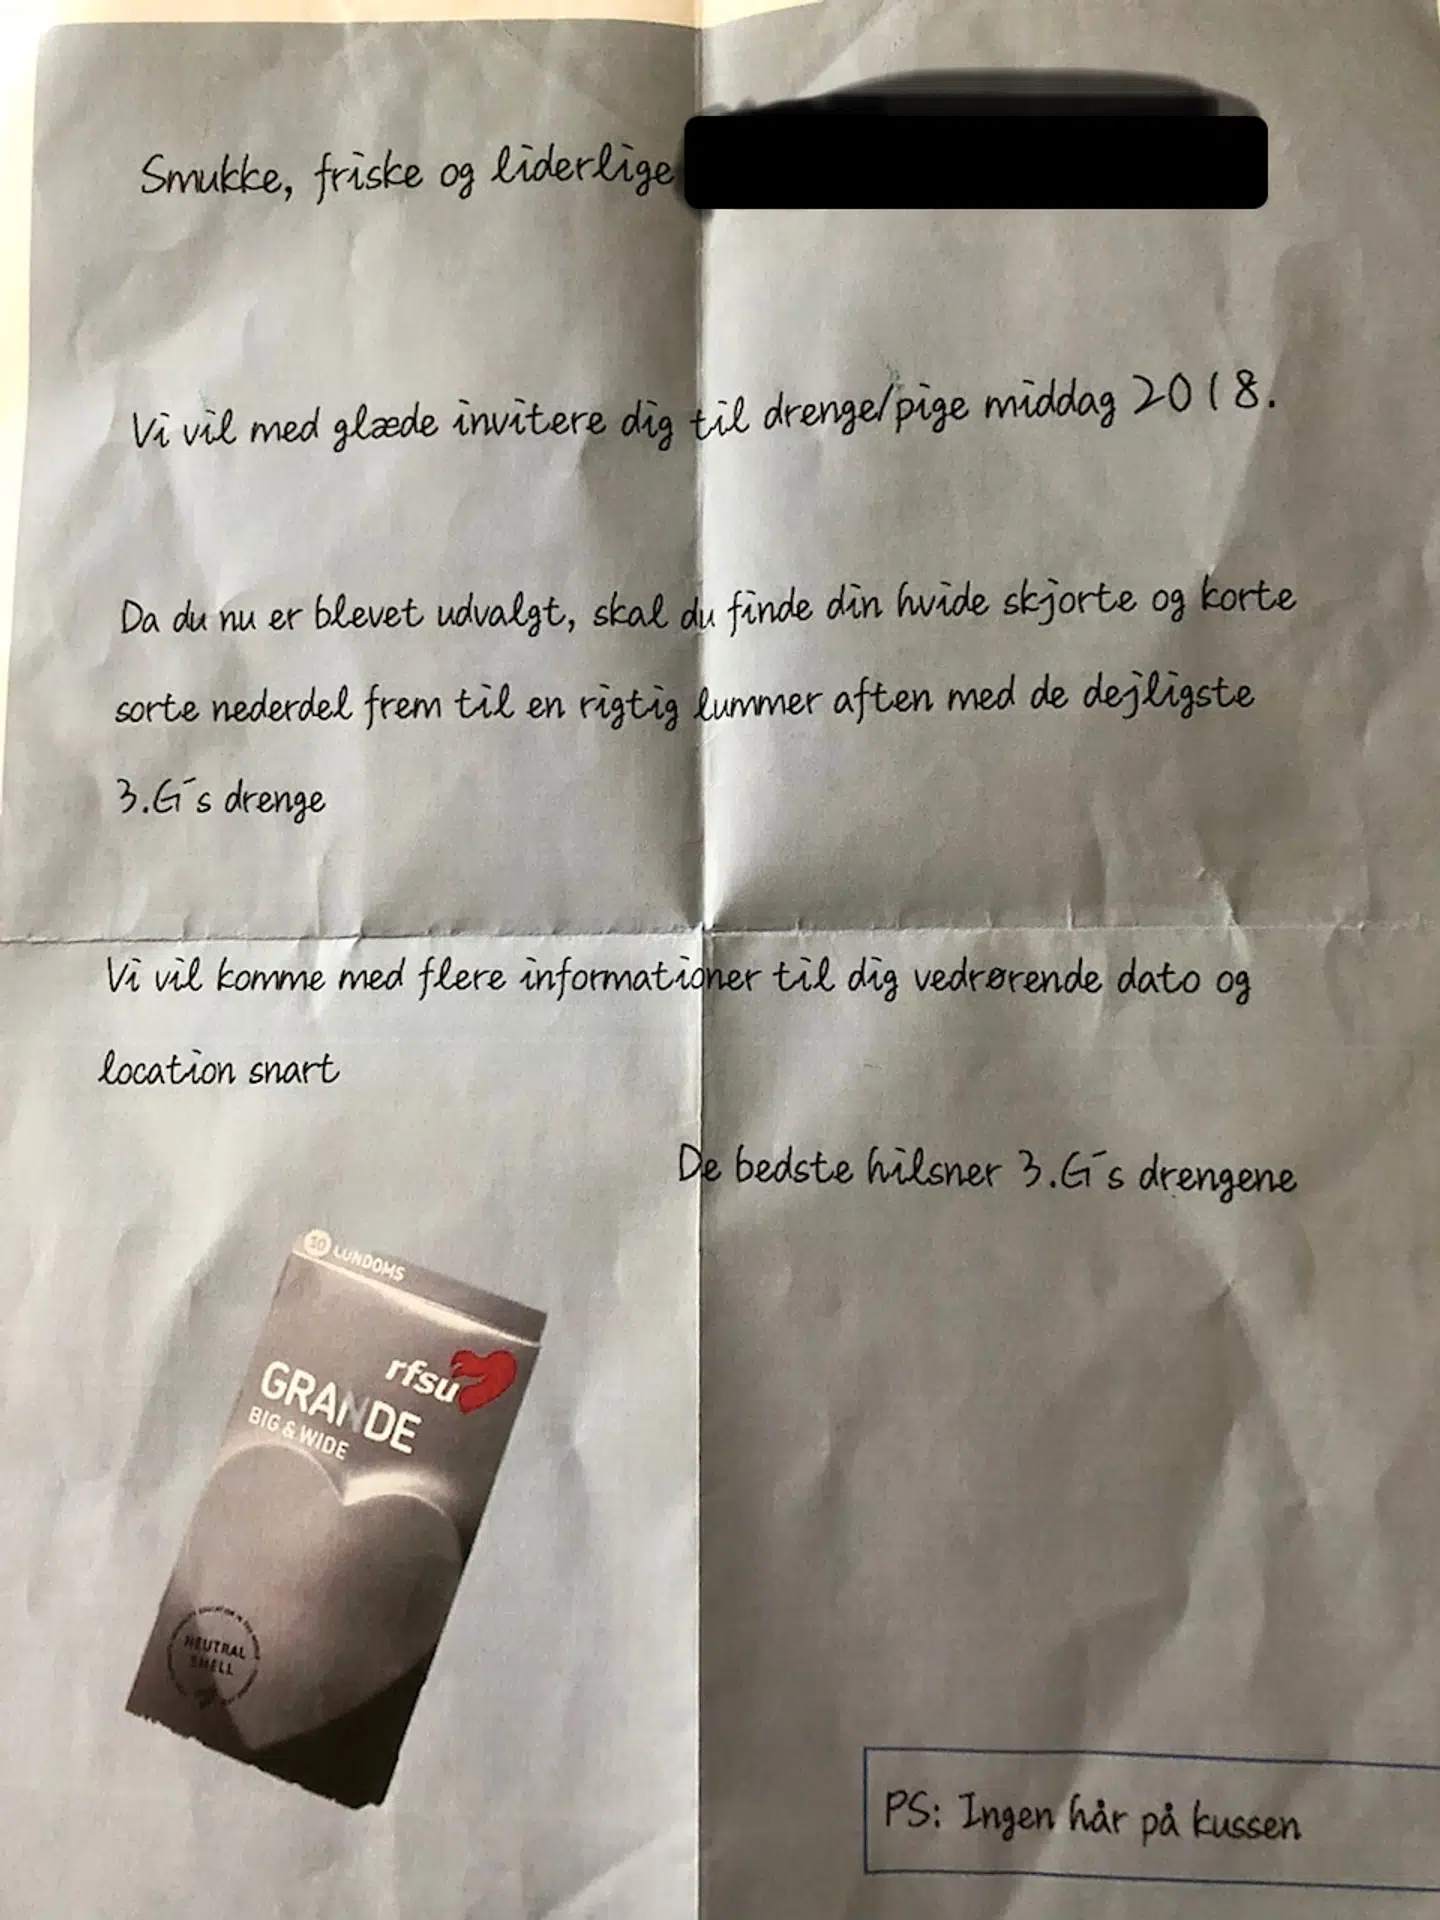 Smukke, friske og liderlige
Vi vil med glæde invitere dig til drenge/pige middag 2018.
Da du nu er blevet udvalgt, skal du finde din hvide skjorte og korte
sorte nederdel frem til en rigtig lummer aften med de dejligste
3.G´s drenge
Vi vil komme med flere informationer til dig vedrørende dato og
location snart
De bedste hilsner 3.G´s drengene
10 LUNDOMS
rfsu
GRANDE
BIG & WIDE
NEUTRAL
SMELL
PS: Ingen hår på kussen